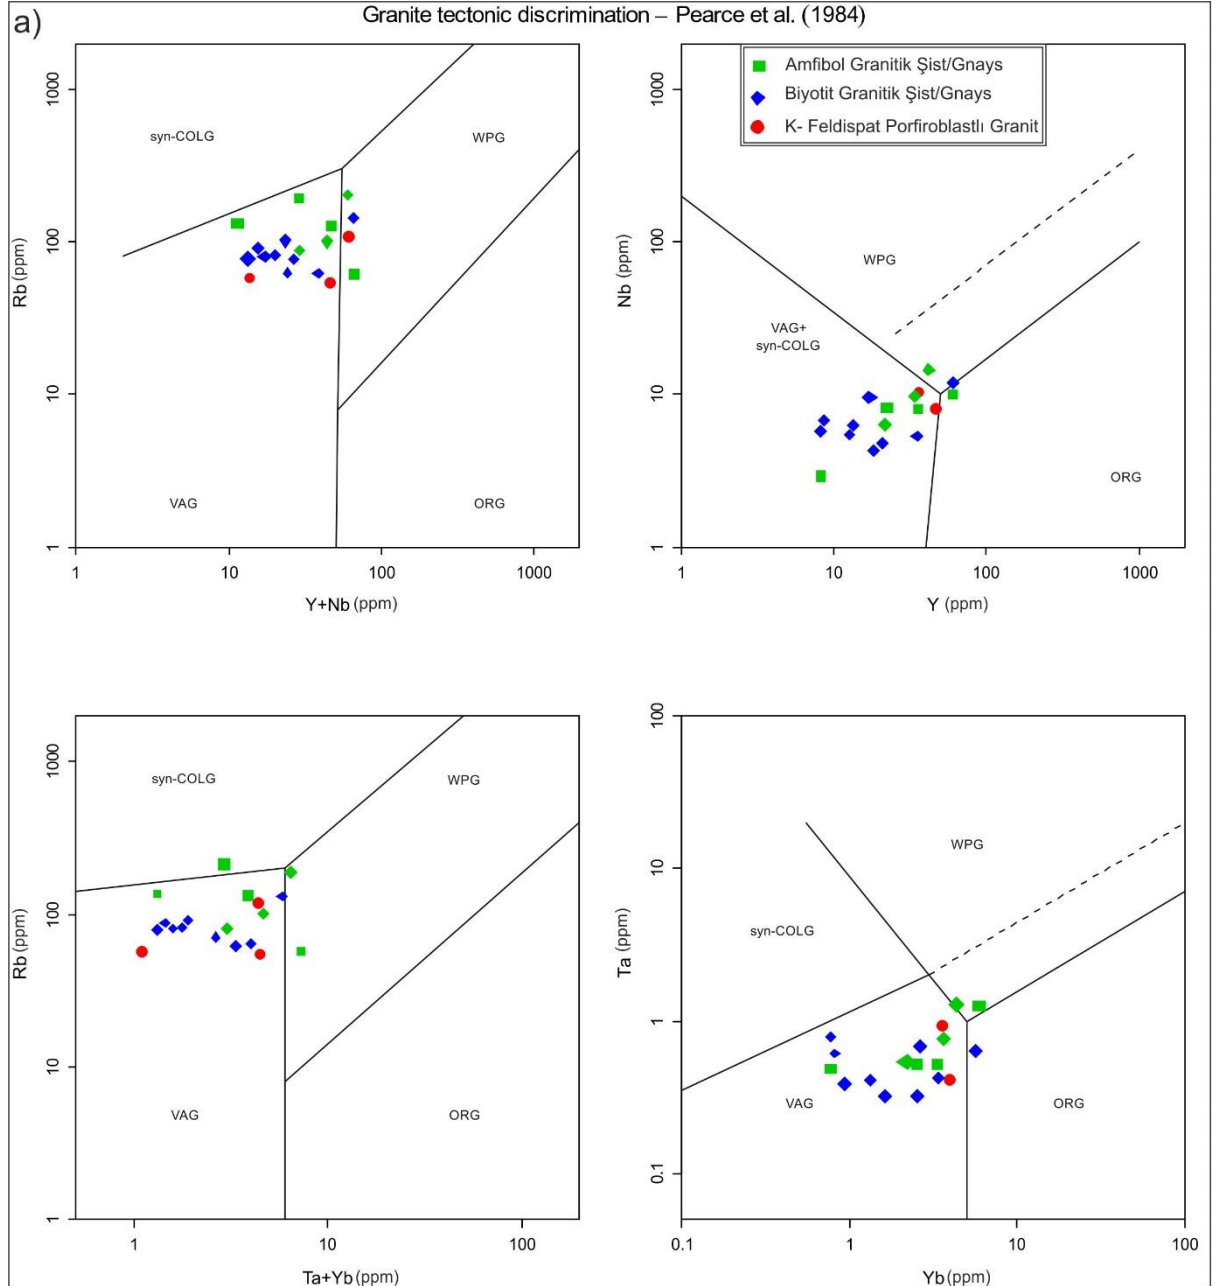 a)
Granite tectonic discrimination – Pearce et al. (1984)
1000
100
10
1
Rb (ppm)
syn-COLG
WPG
VAG
ORG
1 10 100 1000
Y+Nb (ppm)
1000
100
10
1
Nb (ppm)
Amfibol Granitik Şist/Gnays
Biyotit Granitik Şist/Gnays
K- Feldispat Porfiroblastlı Granit
WPG
VAG+
syn-COLG
ORG
1 10 100 1000
Y (ppm)
1000
100
10
1
Rb (ppm)
syn-COLG
WPG
VAG
ORG
1 10 100
Ta+Yb (ppm)
100
10
1
0.1
Ta (ppm)
WPG
syn-COLG
VAG
ORG
0.1 1 10 100
Yb (ppm)